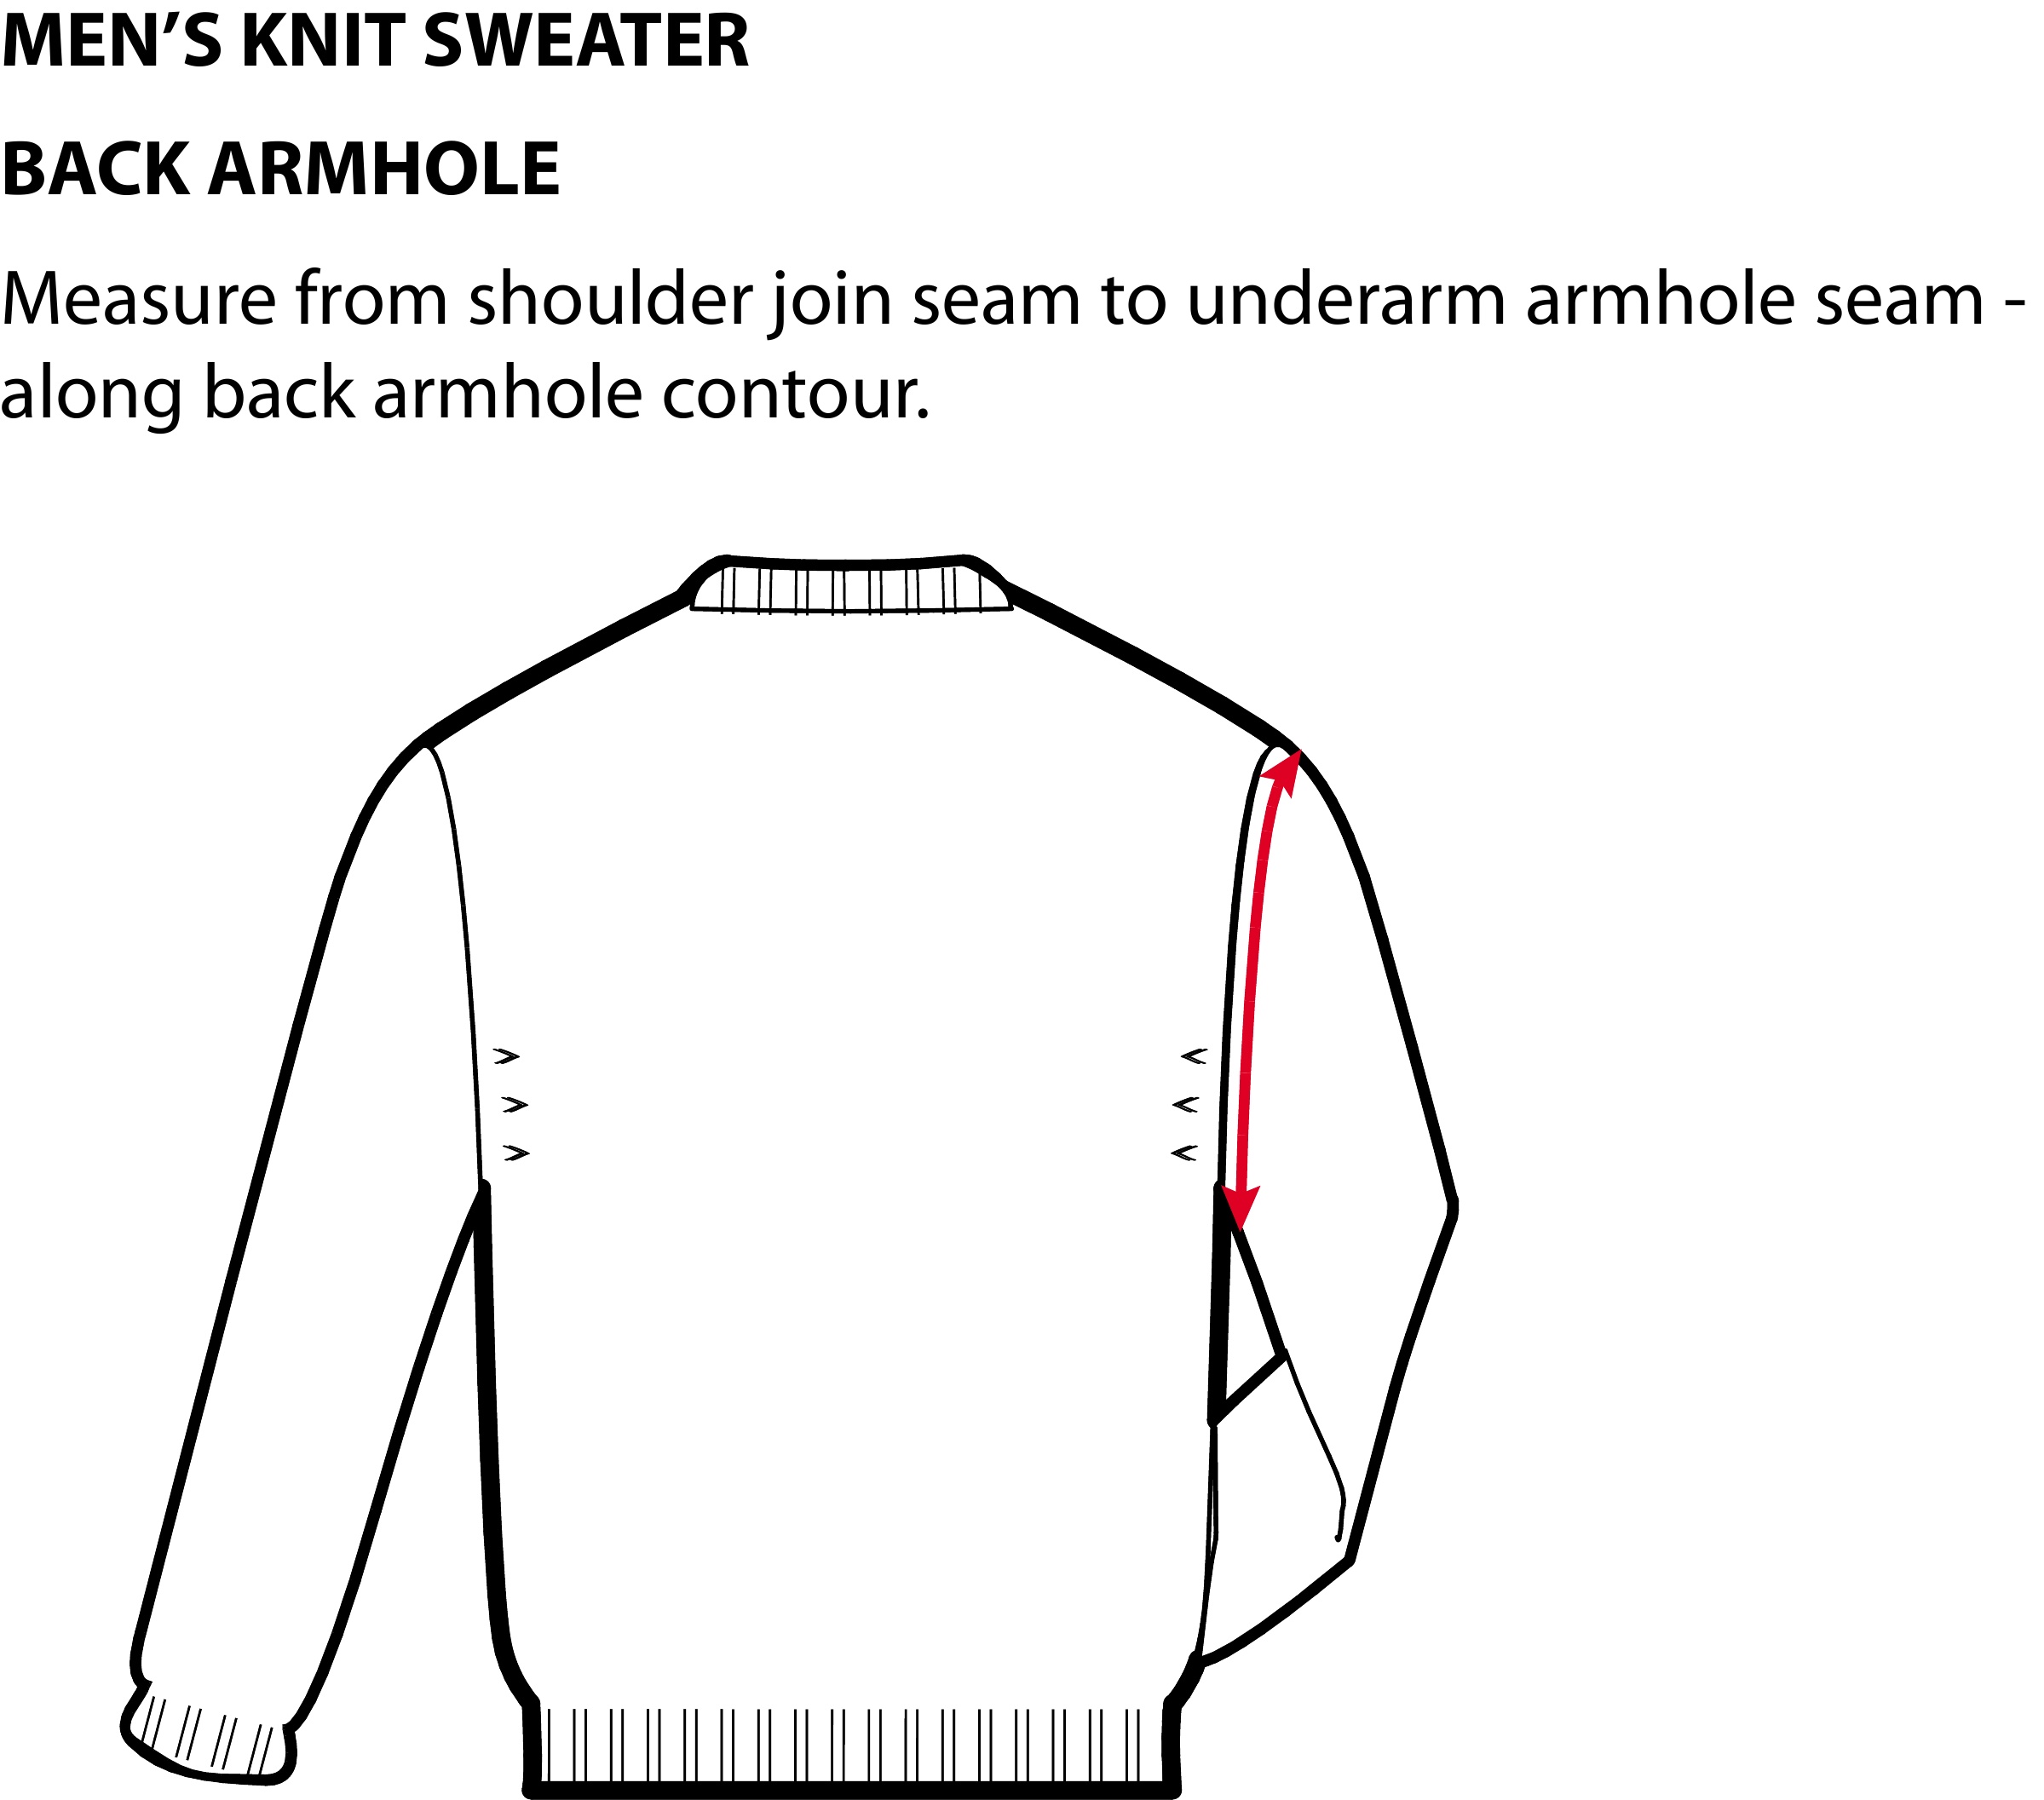 MEN‘S KNIT SWEATER
BACK ARMHOLE
Measure from shoulder join seam to underarm armhole seam -
along back armhole contour.